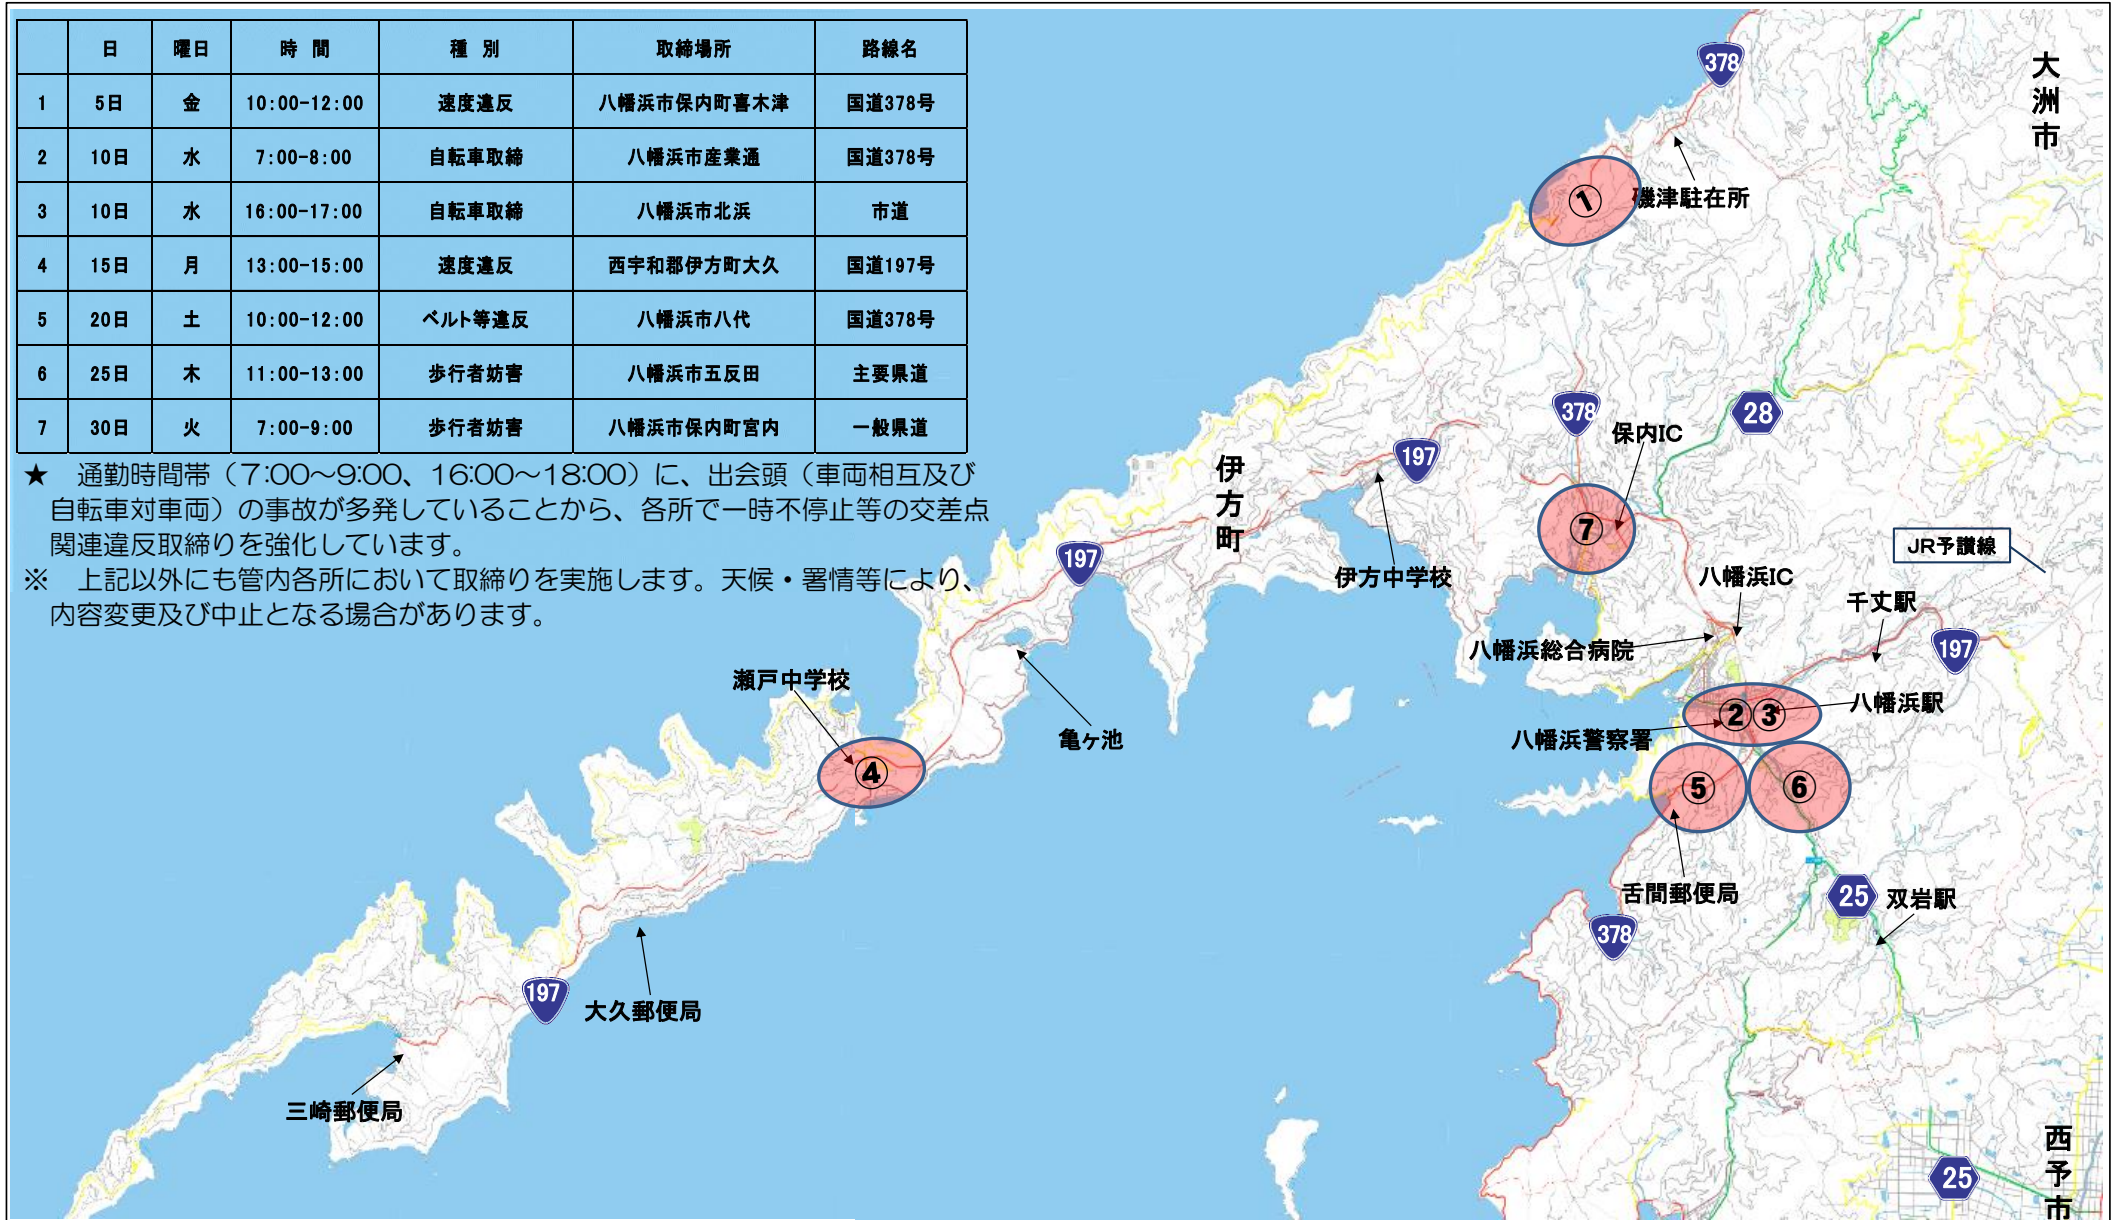 日 曜日 時 間 種 別 取締場所 路線名
1 5日 金 10:00-12:00 速度違反 八幡浜市保内町喜木津 国道378号
2 10日 水 7:00-8:00 自転車取締 八幡浜市産業通 国道378号
3 10日 水 16:00-17:00 自転車取締 八幡浜市北浜 市道
4 15日 月 13:00-15:00 速度違反 西宇和郡伊方町大久 国道197号
5 20日 土 10:00-12:00 ベルト等違反 八幡浜市八代 国道378号
6 25日 木 11:00-13:00 歩行者妨害 八幡浜市五反田 主要県道
7 30日 火 7:00-9:00 歩行者妨害 八幡浜市保内町宮内 一般県道
★ 通勤時間帯（7:00～9:00、16:00～18:00）に、出会頭（車両相互及び
自転車対車両）の事故が多発していることから、各所で一時不停止等の交差点
関連違反取締りを強化しています。
※ 上記以外にも管内各所において取締りを実施します。天候・署情等により、
内容変更及び中止となる場合があります。
378
大洲市
①
磯津駐在所
378
28
保内IC
197
伊方町
⑦
JR予讃線
197
伊方中学校
八幡浜IC
千丈駅
八幡浜総合病院
197
瀬戸中学校
八幡浜駅
②③
亀ヶ池
八幡浜警察署
④
⑤
⑥
舌間郵便局
25
双岩駅
378
197
大久郵便局
三崎郵便局
西予市
25